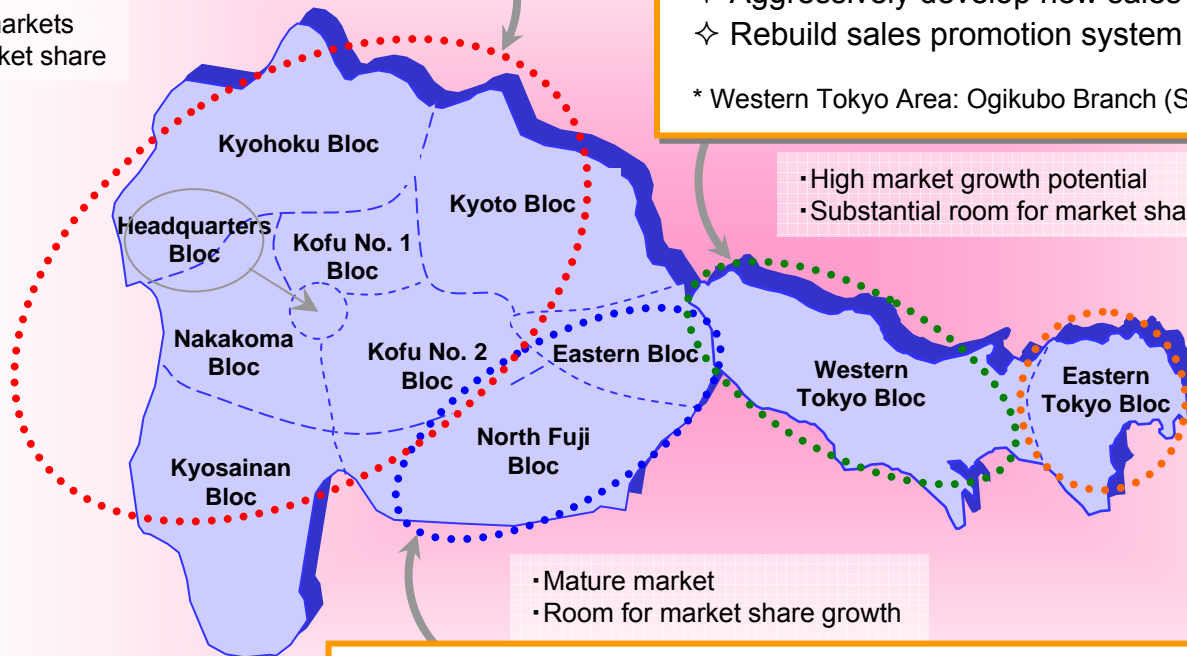 markets
ket share
✧ Rebuild sales promotion system
* Western Tokyo Area: Ogikubo Branch (S
・High market growth potential
・Substantial room for market sha
Kyohoku Bloc
Kyoto Bloc
Headquarters
Bloc
Kofu No. 1
Bloc
Nakakoma
Bloc
Kofu No. 2
Bloc
Eastern Bloc
Western
Tokyo Bloc
Eastern
Tokyo Bloc
North Fuji
Bloc
Kyosainan
Bloc
・Mature market
・Room for market share growth